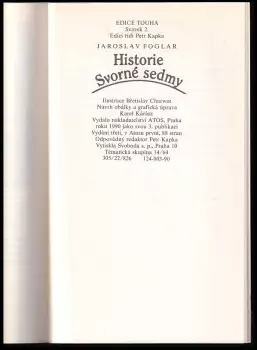 EDICE TOUHA
Svazek 2
Edici řídí Petr Kapka
JAROSLAV FOGLAR
Historie
Svorné sedmy
Ilustrace Břetislav Charwot
Návrh obálky a grafická úprava
Karel Kárász
Vydalo nakladatelství ATOS, Praha
roku 1990 jako svou 3. publikaci
Vydání třetí, v Atosu první, 88 stran
Odpovědný redaktor Petr Kapka
Vytiskla Svoboda a. p., Praha 10
Tématická skupina 14/64
305/22/826 124-003-90